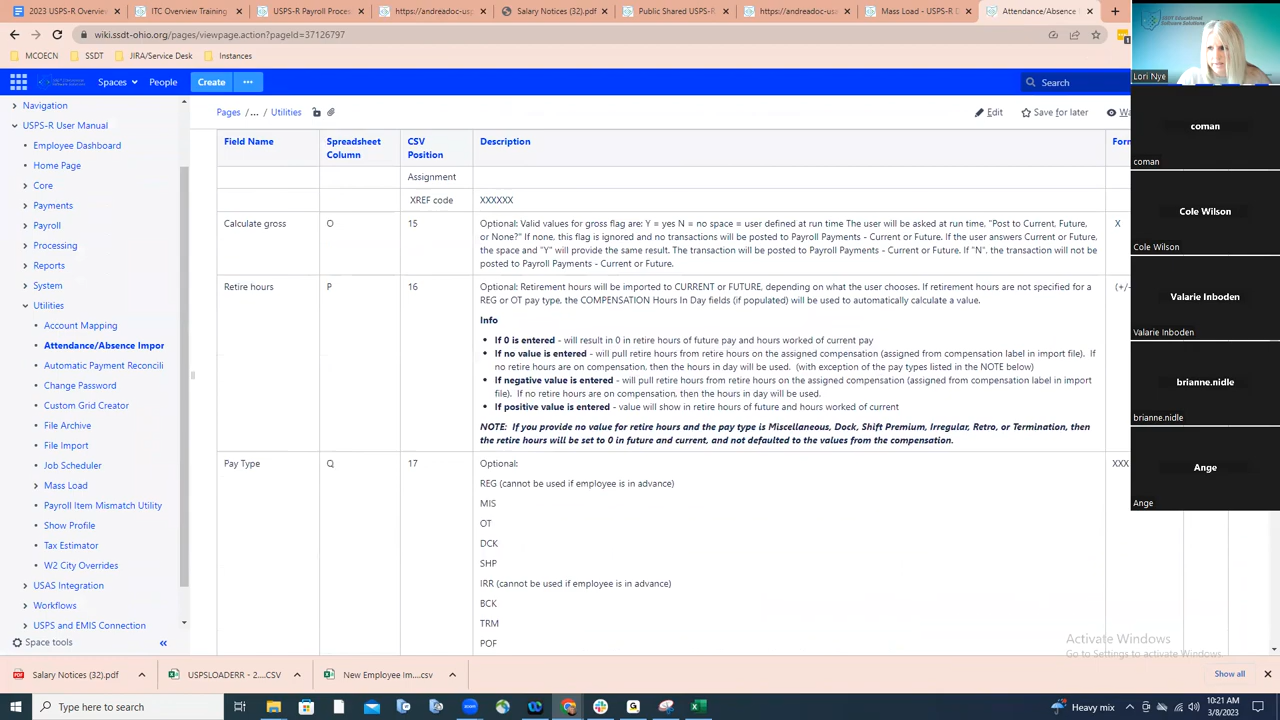 2023 USPS-R Overview
ITC Overview Training
USPS-R Payroll Proces
https://andreadoc-usp
Salary Notices (32).pdf
Public Shared USPS-R
https://andreadoc-usa
Mass Load - USPS-R D
Attendance/Absence
wiki.ssdt-ohio.org/pages/viewpage.action?pageId=37126797
MCOECN SSDT JIRA/Service Desk Instances
Spaces People Create ··· Search
Navigation
USPS-R User Manual
Employee Dashboard
Home Page
Core
Payments
Payroll
Processing
Reports
System
Utilities
Account Mapping
Attendance/Absence Impor
Automatic Payment Reconcili
Change Password
Custom Grid Creator
File Archive
File Import
Job Scheduler
Mass Load
Payroll Item Mismatch Utility
Show Profile
Tax Estimator
W2 City Overrides
USAS Integration
Workflows
USPS and EMIS Connection
Space tools
Pages /... / Utilities
Edit Save for later Wa
Field Name Spreadsheet Column CSV Position Description Form
Assignment
XREF code XXXXXX
Calculate gross O 15 Optional: Valid values for gross flag are: Y = yes N = no space = user defined at run time The user will be asked at run time, "Post to Current, Future,
or None?" If none, this flag is ignored and no transactions will be posted to Payroll Payments - Current or Future. If the user answers Current or Future,
the space and "Y" will provide the same result. The transaction will be posted to Payroll Payments - Current or Future. If "N", the transaction will not be
posted to Payroll Payments - Current or Future. X
Retire hours P 16 Optional: Retirement hours will be imported to CURRENT or FUTURE, depending on what the user chooses. If retirement hours are not specified for a
REG or OT pay type, the COMPENSATION Hours In Day fields (if populated) will be used to automatically calculate a value. (+/-
Info
• If 0 is entered - will result in 0 in retire hours of future pay and hours worked of current pay
• If no value is entered - will pull retire hours from retire hours on the assigned compensation (assigned from compensation label in import file). If
no retire hours are on compensation, then the hours in day will be used. (with exception of the pay types listed in the NOTE below)
• If negative value is entered - will pull retire hours from retire hours on the assigned compensation (assigned from compensation label in import
file). If no retire hours are on compensation, then the hours in day will be used.
• If positive value is entered - value will show in retire hours of future and hours worked of current
NOTE: If you provide no value for retire hours and the pay type is Miscellaneous, Dock, Shift Premium, Irregular, Retro, or Termination, then
the retire hours will be set to 0 in future and current, and not defaulted to the values from the compensation.
Pay Type Q 17 Optional: XXX
REG (cannot be used if employee is in advance)
MIS
OT
DCK
SHP
IRR (cannot be used if employee is in advance)
BCK
TRM
POF
Lori Nye
coman
coman
Cole Wilson
Cole Wilson
Valarie Inboden
Valarie Inboden
brianne.nidle
brianne.nidle
Ange
Ange
Activate Windows
Go to Settings to activate Windows.
Salary Notices (32).pdf
USPSLOADERR - 2....CSV
New Employee Im....csv
Show all
Type here to search
Heavy mix
10:21 AM
3/8/2023